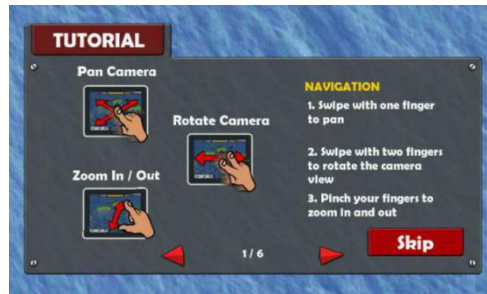 TUTORIAL
Pan Camera
Rotate Camera
Zoom In / Out
NAVIGATION
1. Swipe with one finger
to pan
2. Swipe with two fingers
to rotate the camera
view
3. Pinch your fingers to
zoom in and out
1 / 6
Skip